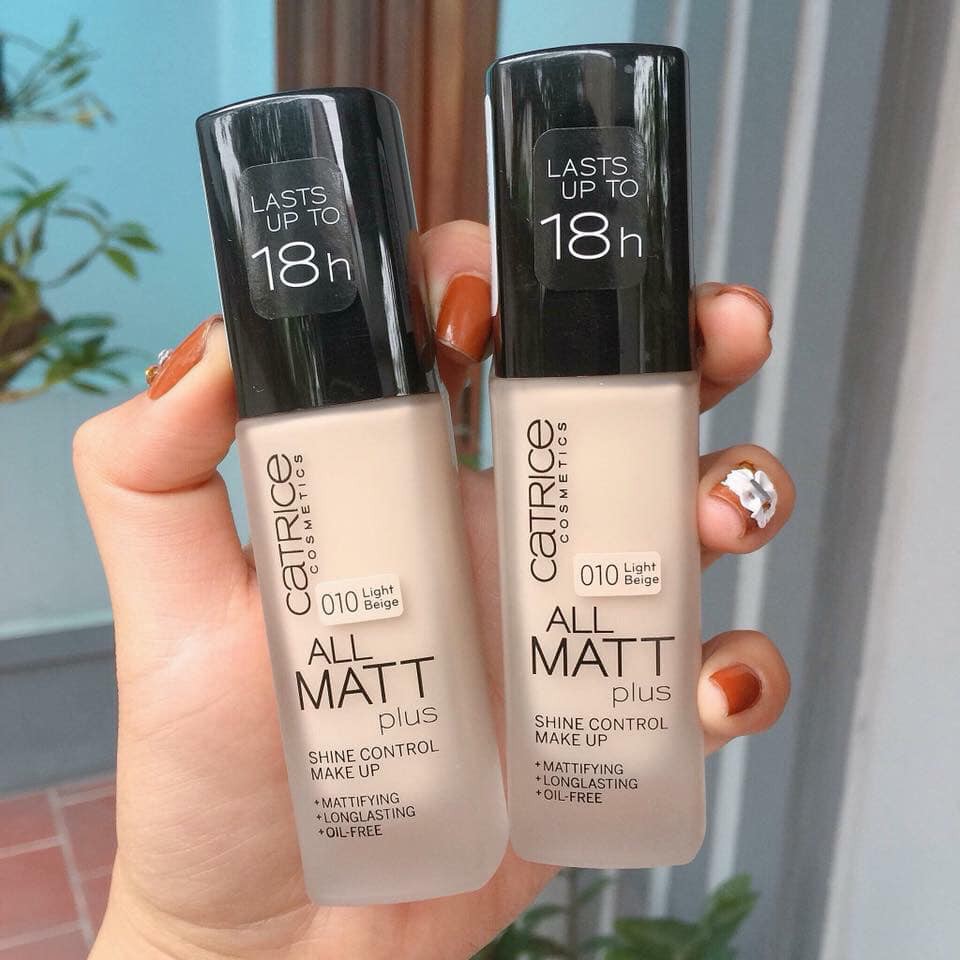 LASTS
UP TO
18h
CATRICE
COSMETICS
010 Light
Beige
ALL
MATT
plus
SHINE CONTROL
MAKE UP
+MATTIFYING
+LONGLASTING
+OIL-FREE
LASTS
UP TO
18h
CATRICE
COSMETICS
010 Light
Beige
ALL
MATT
plus
SHINE CONTROL
MAKE UP
+MATTIFYING
+LONGLASTING
+OIL-FREE